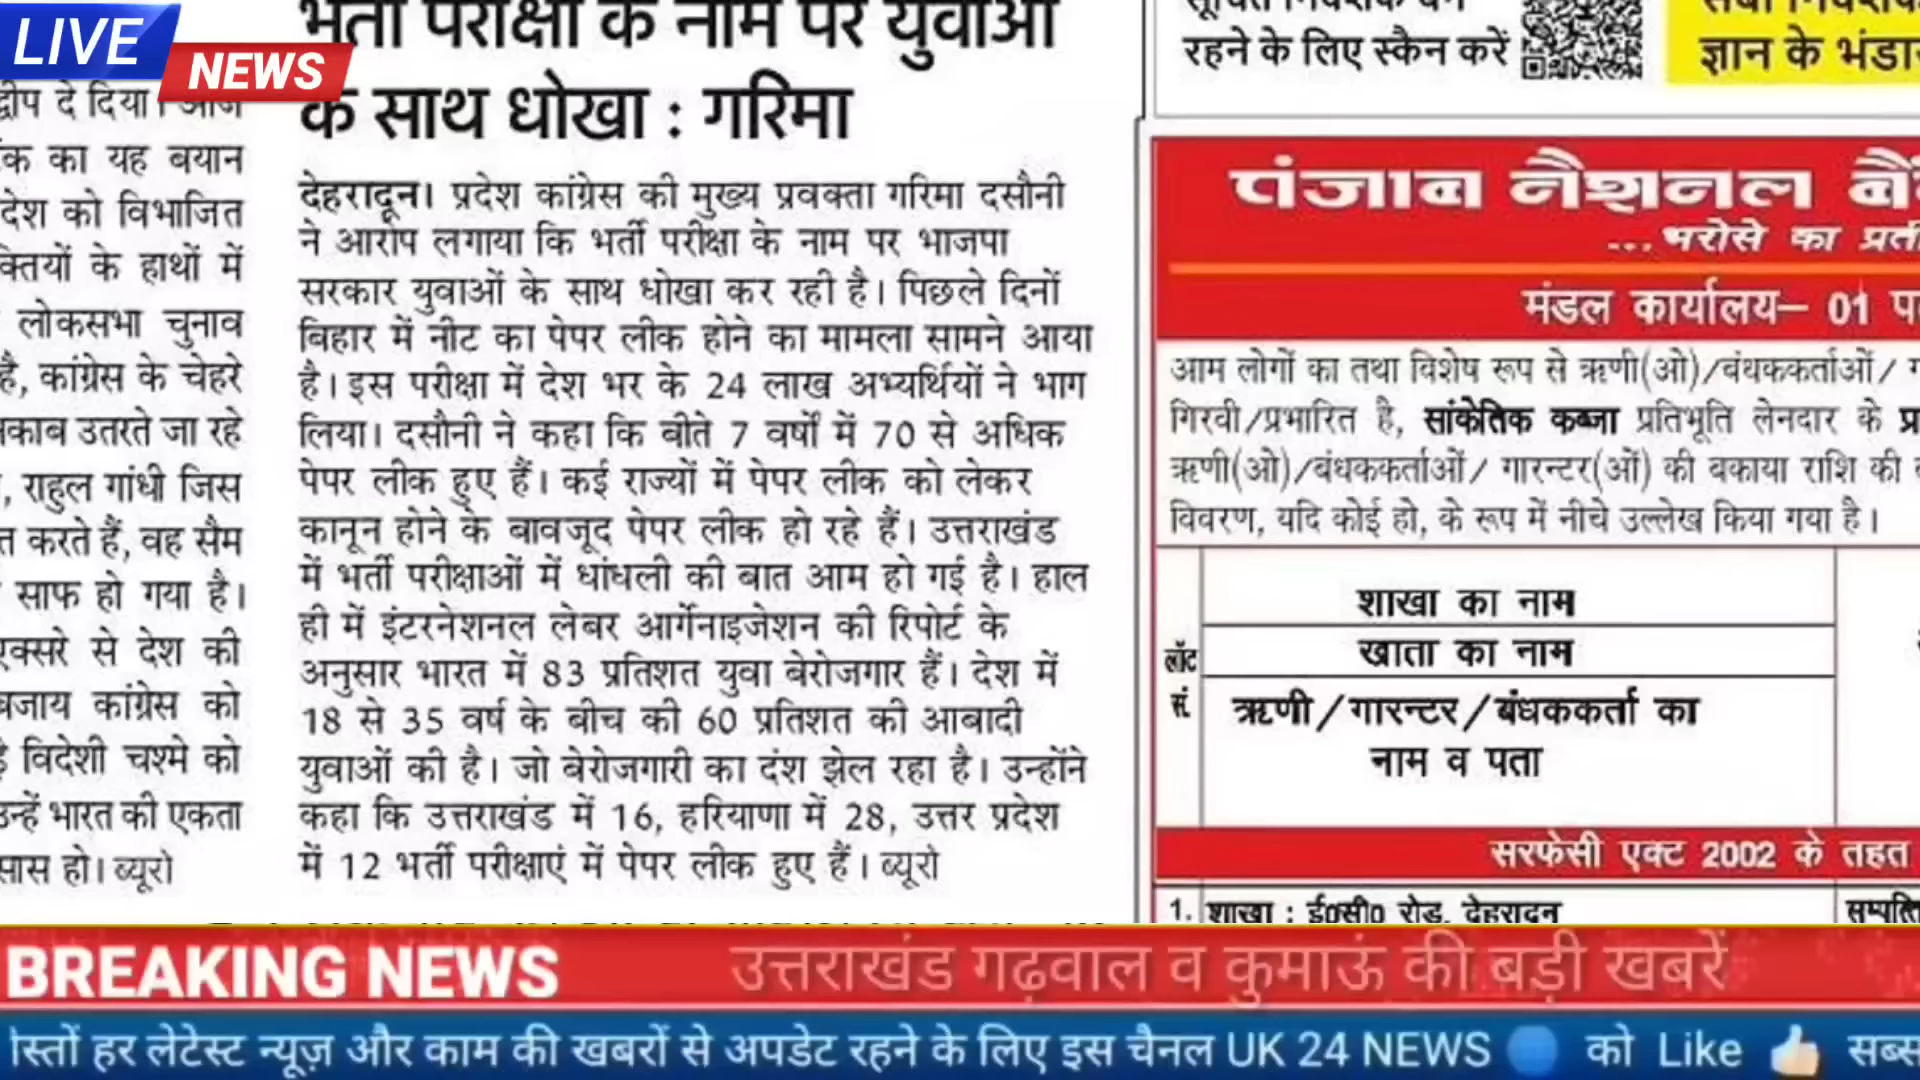 LIVE
NEWS
भर्ती परीक्षा के नाम पर युवाओं
के साथ धोखा : गरिमा
द्वीप दे दिया। आज
का यह बयान
देश को विभाजित
के हाथों में
लोकसभा चुनाव
है, कांग्रेस के चेहरे
उतरते जा रहे
, राहुल गांधी जिस
करते हैं, वह सैम
साफ हो गया है।
एक्सरे से देश की
बजाय कांग्रेस को
विदेशी चश्मे को
उन्हें भारत की एकता
हो। ब्यूरो
देहरादून। प्रदेश कांग्रेस की मुख्य प्रवक्ता गरिमा दसौनी
ने आरोप लगाया कि भर्ती परीक्षा के नाम पर भाजपा
सरकार युवाओं के साथ धोखा कर रही है। पिछले दिनों
बिहार में नीट का पेपर लीक होने का मामला सामने आया
है। इस परीक्षा में देश भर के 24 लाख अभ्यर्थियों ने भाग
लिया। दसौनी ने कहा कि बीते 7 वर्षों में 70 से अधिक
पेपर लीक हुए हैं। कई राज्यों में पेपर लीक को लेकर
कानून होने के बावजूद पेपर लीक हो रहे हैं। उत्तराखंड
में भर्ती परीक्षाओं में धांधली की बात आम हो गई है। हाल
ही में इंटरनेशनल लेबर आर्गेनाइजेशन की रिपोर्ट के
अनुसार भारत में 83 प्रतिशत युवा बेरोजगार हैं। देश में
18 से 35 वर्ष के बीच की 60 प्रतिशत की आबादी
युवाओं की है। जो बेरोजगारी का दंश झेल रहा है। उन्होंने
कहा कि उत्तराखंड में 16, हरियाणा में 28, उत्तर प्रदेश
में 12 भर्ती परीक्षाएं में पेपर लीक हुए हैं। ब्यूरो
रहने के लिए स्कैन करें
ज्ञान के
पंजाब नैशनल बैंक
...भरोसे का
मंडल कार्यालय– 01
आम लोगों का तथा विशेष रूप से ऋणी(ओ)/बंधककर्ताओं/
गिरवी/प्रभारित है, सांकेतिक कब्जा प्रतिभूति लेनदार के
ऋणी(ओ)/बंधककर्ताओं/ गारन्टर(ओं) की बकाया राशि की
विवरण, यदि कोई हो, के रूप में नीचे उल्लेख किया गया है।
लॉट
सं.
शाखा का नाम
खाता का नाम
ऋणी/गारन्टर/बंधककर्ता का
नाम व पता
सरफेसी एक्ट 2002 के तहत
1. शाखा : ई0सी0 रोड, देहरादून
BREAKING NEWS
उत्तराखंड गढ़वाल व कुमाऊं की बड़ी खबरें
हर लेटेस्ट न्यूज़ और काम की खबरों से अपडेट रहने के लिए इस चैनल UK 24 NEWS को Like